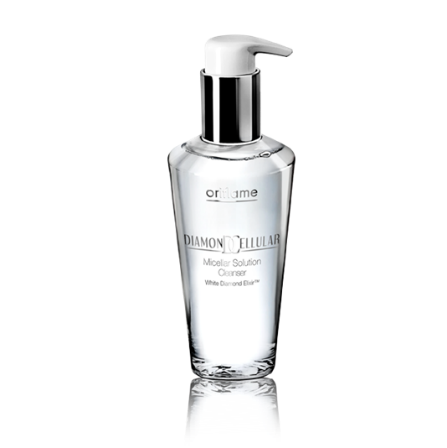 oriflame
DIAMOND CELLULAR
Micellar Solution
Cleanser
White Diamond Elixir™